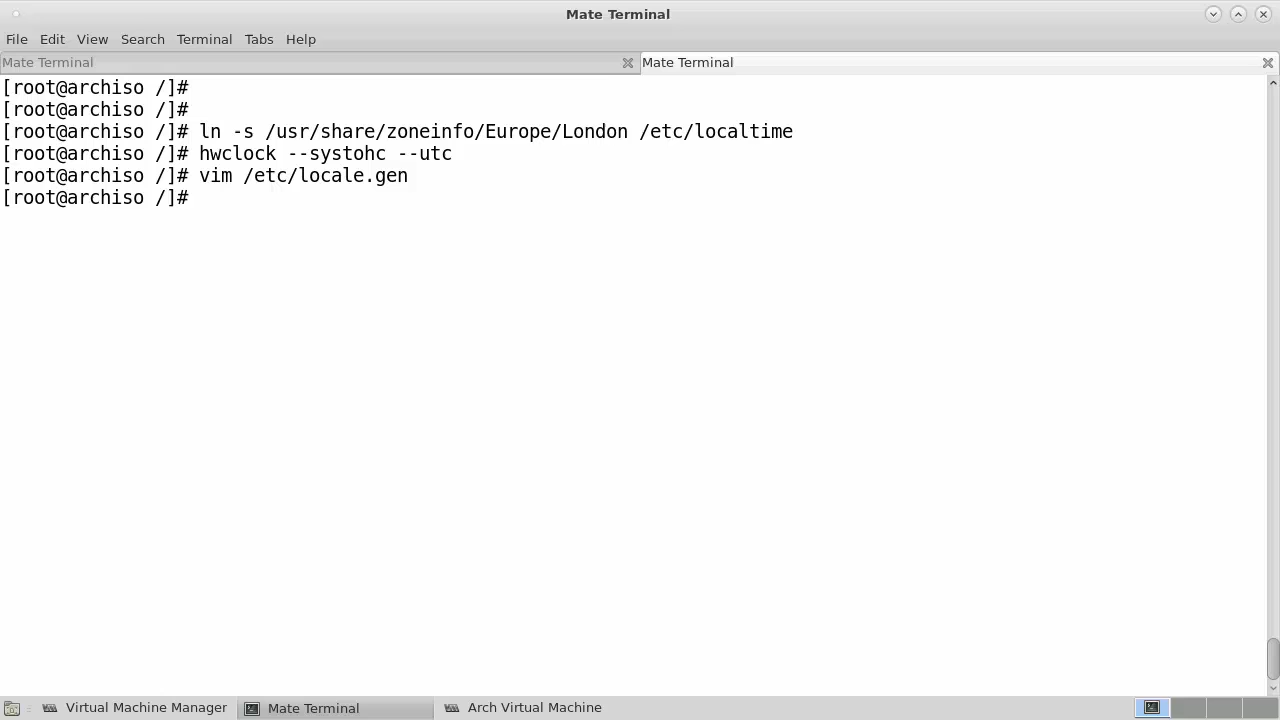 Mate Terminal
File Edit View Search Terminal Tabs Help
Mate Terminal Mate Terminal
[root@archiso /]#
[root@archiso /]#
[root@archiso /]# ln -s /usr/share/zoneinfo/Europe/London /etc/localtime
[root@archiso /]# hwclock --systohc --utc
[root@archiso /]# vim /etc/locale.gen
[root@archiso /]#
Virtual Machine Manager Mate Terminal Arch Virtual Machine